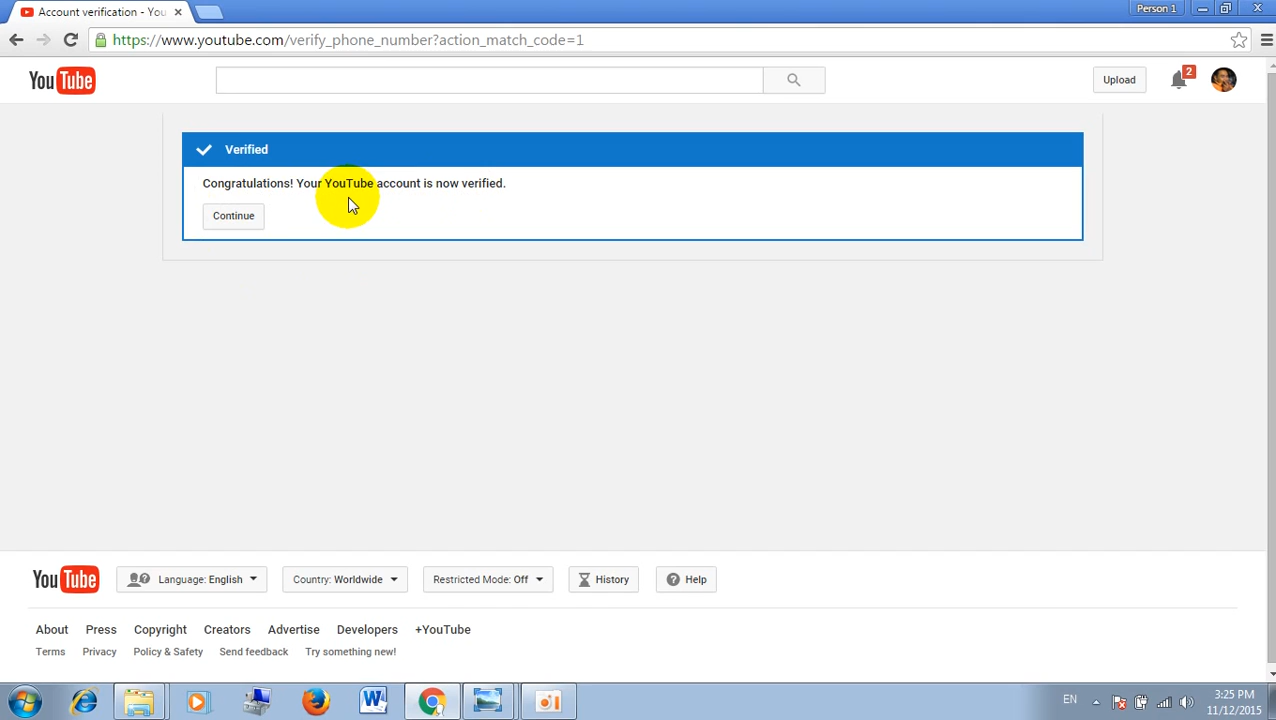 Account verification - You
Person 1
https://www.youtube.com/verify_phone_number?action_match_code=1
YouTube
Upload
2
Verified
Congratulations! Your YouTube account is now verified.
Continue
YouTube
Language: English
Country: Worldwide
Restricted Mode: Off
History
Help
About Press Copyright Creators Advertise Developers +YouTube
Terms Privacy Policy & Safety Send feedback Try something new!
EN
3:25 PM
11/12/2015